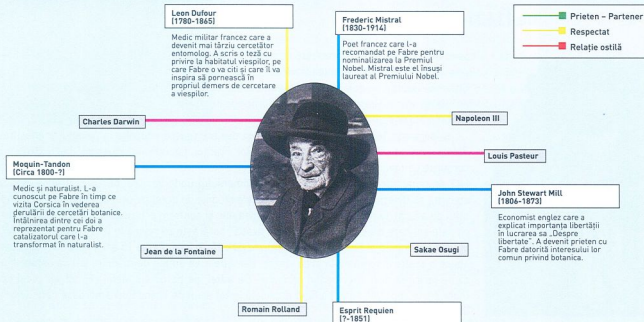 Leon Dufour
(1780-1865)
Medic militar francez care a
devenit mai târziu cercetător
entomolog. A scris o teză cu
privire la habitatul viespilor, pe
care Fabre o va citi și care îl va
inspira să pornească în
propriul demers de cercetare
a viespilor.
Frederic Mistral
(1830-1914)
Poet francez care l-a
recomandat pe Fabre pentru
nominalizarea la Premiul
Nobel. Mistral este el însuși
laureat al Premiului Nobel.
Prieten – Partener
Respectat
Relație ostilă
Charles Darwin
Napoleon III
Louis Pasteur
Moquin-Tandon
(Circa 1800-?)
Medic și naturalist. L-a
cunoscut pe Fabre în timp ce
vizita Corsica în vederea
derulării de cercetări botanice.
Întâlnirea dintre cei doi a
reprezentat pentru Fabre
catalizatorul care l-a
transformat în naturalist.
John Stewart Mill
(1806-1873)
Economist englez care a
explicat importanța libertății
în lucrarea sa „Despre
libertate”. A devenit prieten cu
Fabre datorită interesului lor
comun privind botanica.
Jean de la Fontaine
Sakae Osugi
Romain Rolland
Esprit Requien
(?-1851)